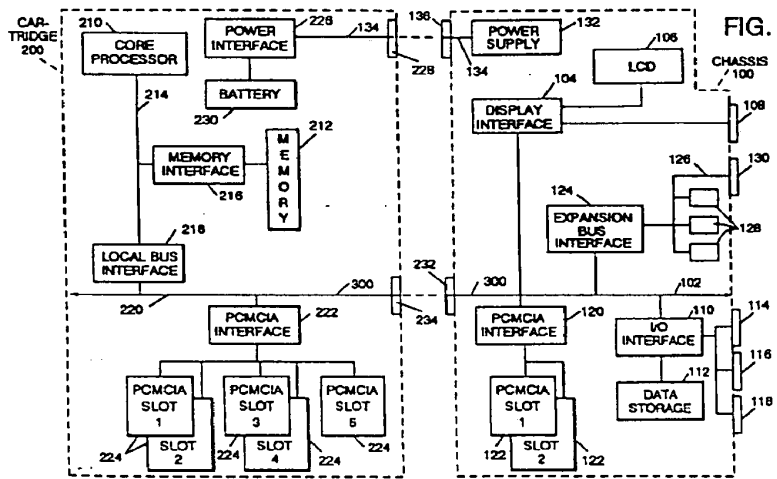 CAR-
TRIDGE
200
210
CORE
PROCESSOR
214
POWER
INTERFACE
226
BATTERY
230
134
228
136
134
POWER
SUPPLY
132
FIG.
CHASSIS
100
106
LCD
104
DISPLAY
INTERFACE
108
MEMORY
INTERFACE
216
212
MEMORY
126
130
124
EXPANSION
BUS
INTERFACE
128
218
LOCAL BUS
INTERFACE
220
300
234
232
300
102
PCMCIA
INTERFACE
222
PCMCIA
INTERFACE
120
110
I/O
INTERFACE
112
DATA
STORAGE
114
116
118
PCMCIA
SLOT
1
SLOT
2
224
PCMCIA
SLOT
3
SLOT
4
224
224
PCMCIA
SLOT
5
224
PCMCIA
SLOT
1
SLOT
2
122
122